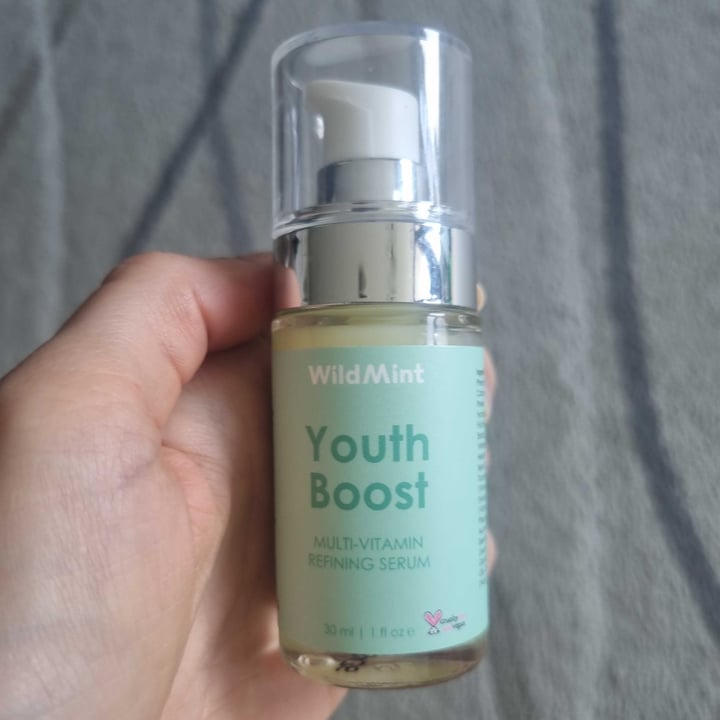 WildMint
Youth
Boost
MULTI-VITAMIN
REFINING SERUM
30 ml | 1 fl oz e